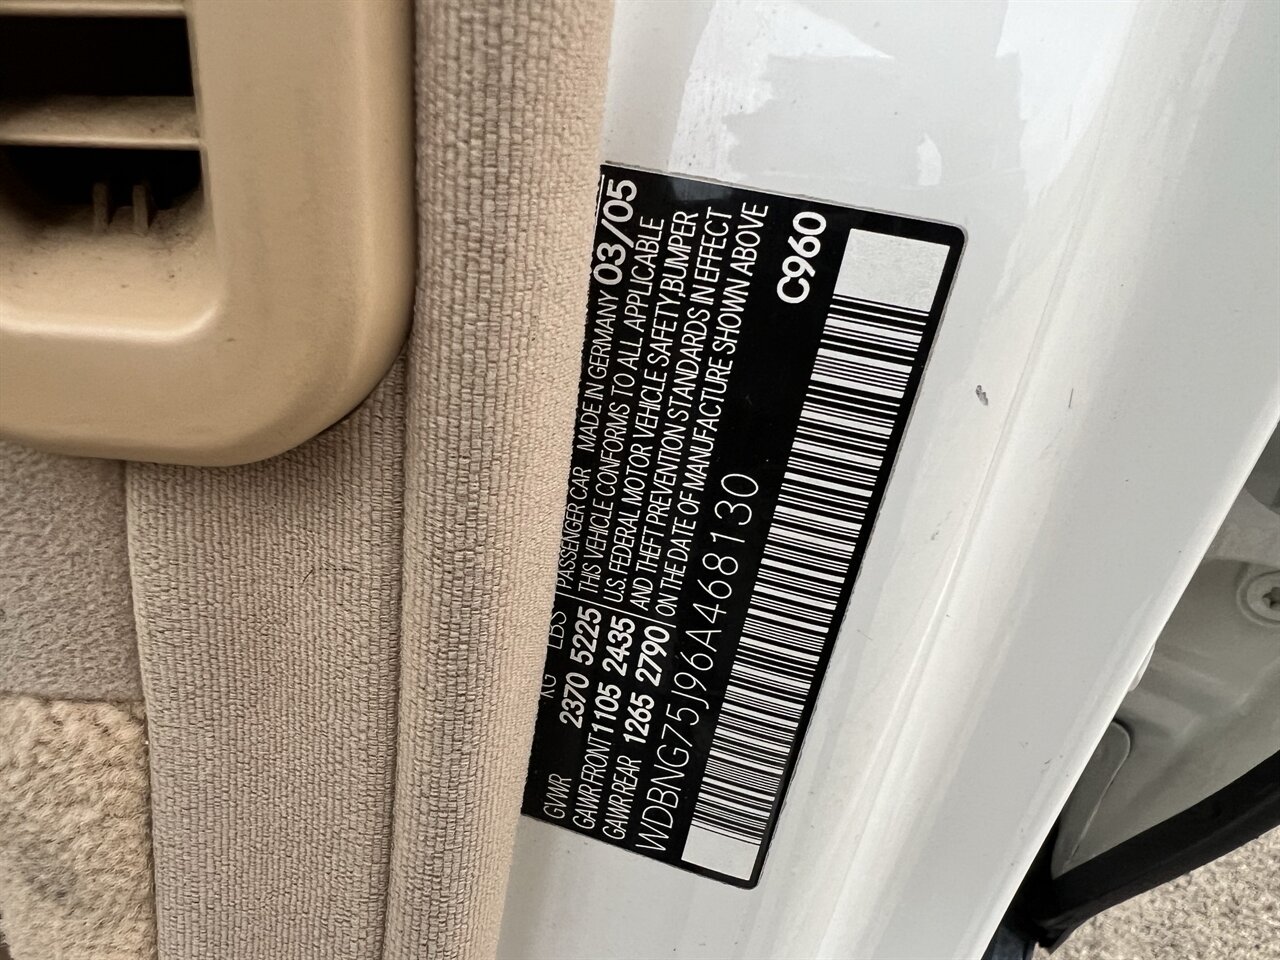 PASSENGER CAR MADE IN GERMANY 03/05
KG LBS
GVWR 2370 5225
GAWR FRONT 1105 2435
GAWR REAR 1265 2790
THIS VEHICLE CONFORMS TO ALL APPLICABLE
U.S. FEDERAL MOTOR VEHICLE SAFETY,BUMPER
AND THEFT PREVENTION STANDARDS IN EFFECT
ON THE DATE OF MANUFACTURE SHOWN ABOVE
WDBNG75J96A468130
C960